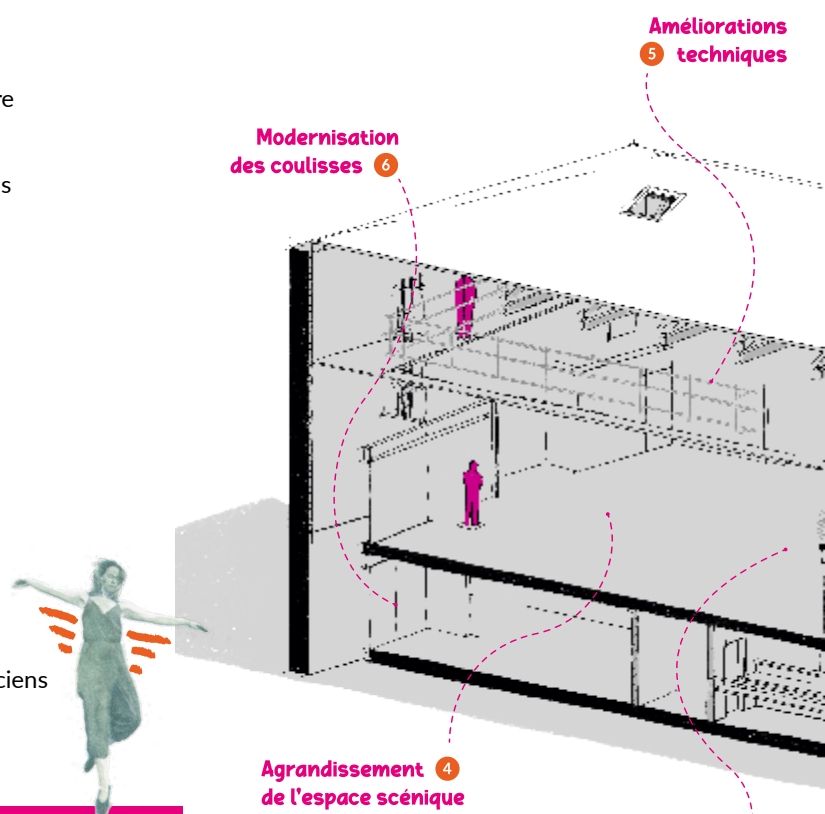 Améliorations
5 techniques
Modernisation
des coulisses 6
Agrandissement 4
de l'espace scénique